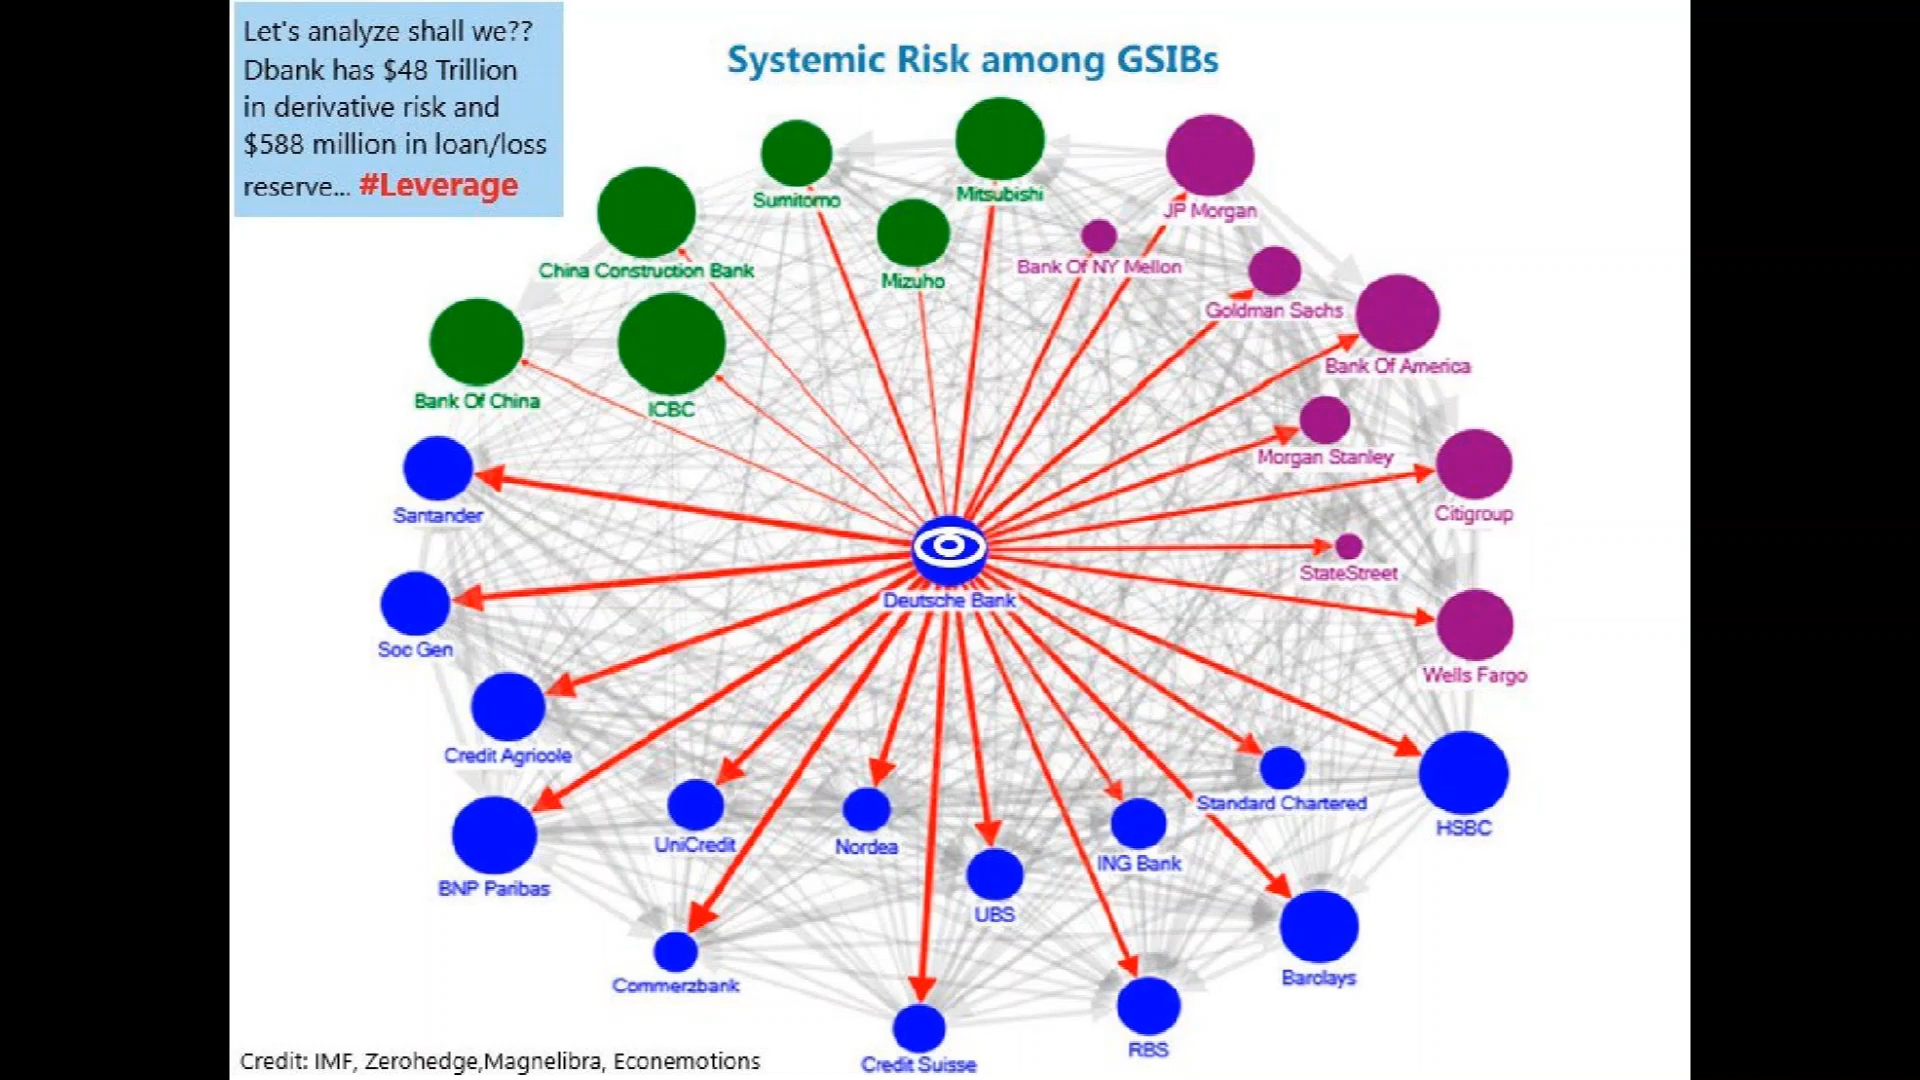 Let's analyze shall we??
Dbank has $48 Trillion
in derivative risk and
$588 million in loan/loss
reserve... #Leverage
Systemic Risk among GSIBs
Sumitomo
Mitsubishi
JP Morgan
China Construction Bank
Mizuho
Bank Of NY Mellon
Goldman Sachs
Bank Of America
Bank Of China
ICBC
Morgan Stanley
Santander
Citigroup
StateStreet
Deutsche Bank
Soc Gen
Wells Fargo
Credit Agricole
Standard Chartered
HSBC
UniCredit
Nordea
ING Bank
BNP Paribas
UBS
Barclays
Commerzbank
RBS
Credit Suisse
Credit: IMF, Zerohedge,Magnelibra, Econemotions